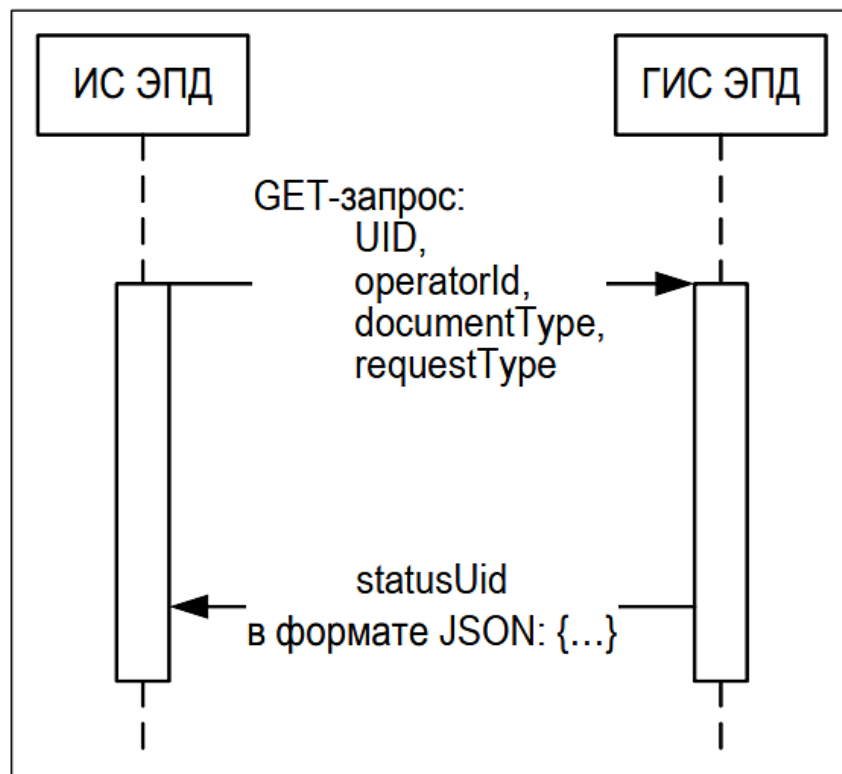 ИС ЭПД
ГИС ЭПД
GET-запрос:
UID,
operatorId,
documentType,
requestType
statusUid
в формате JSON: {...}